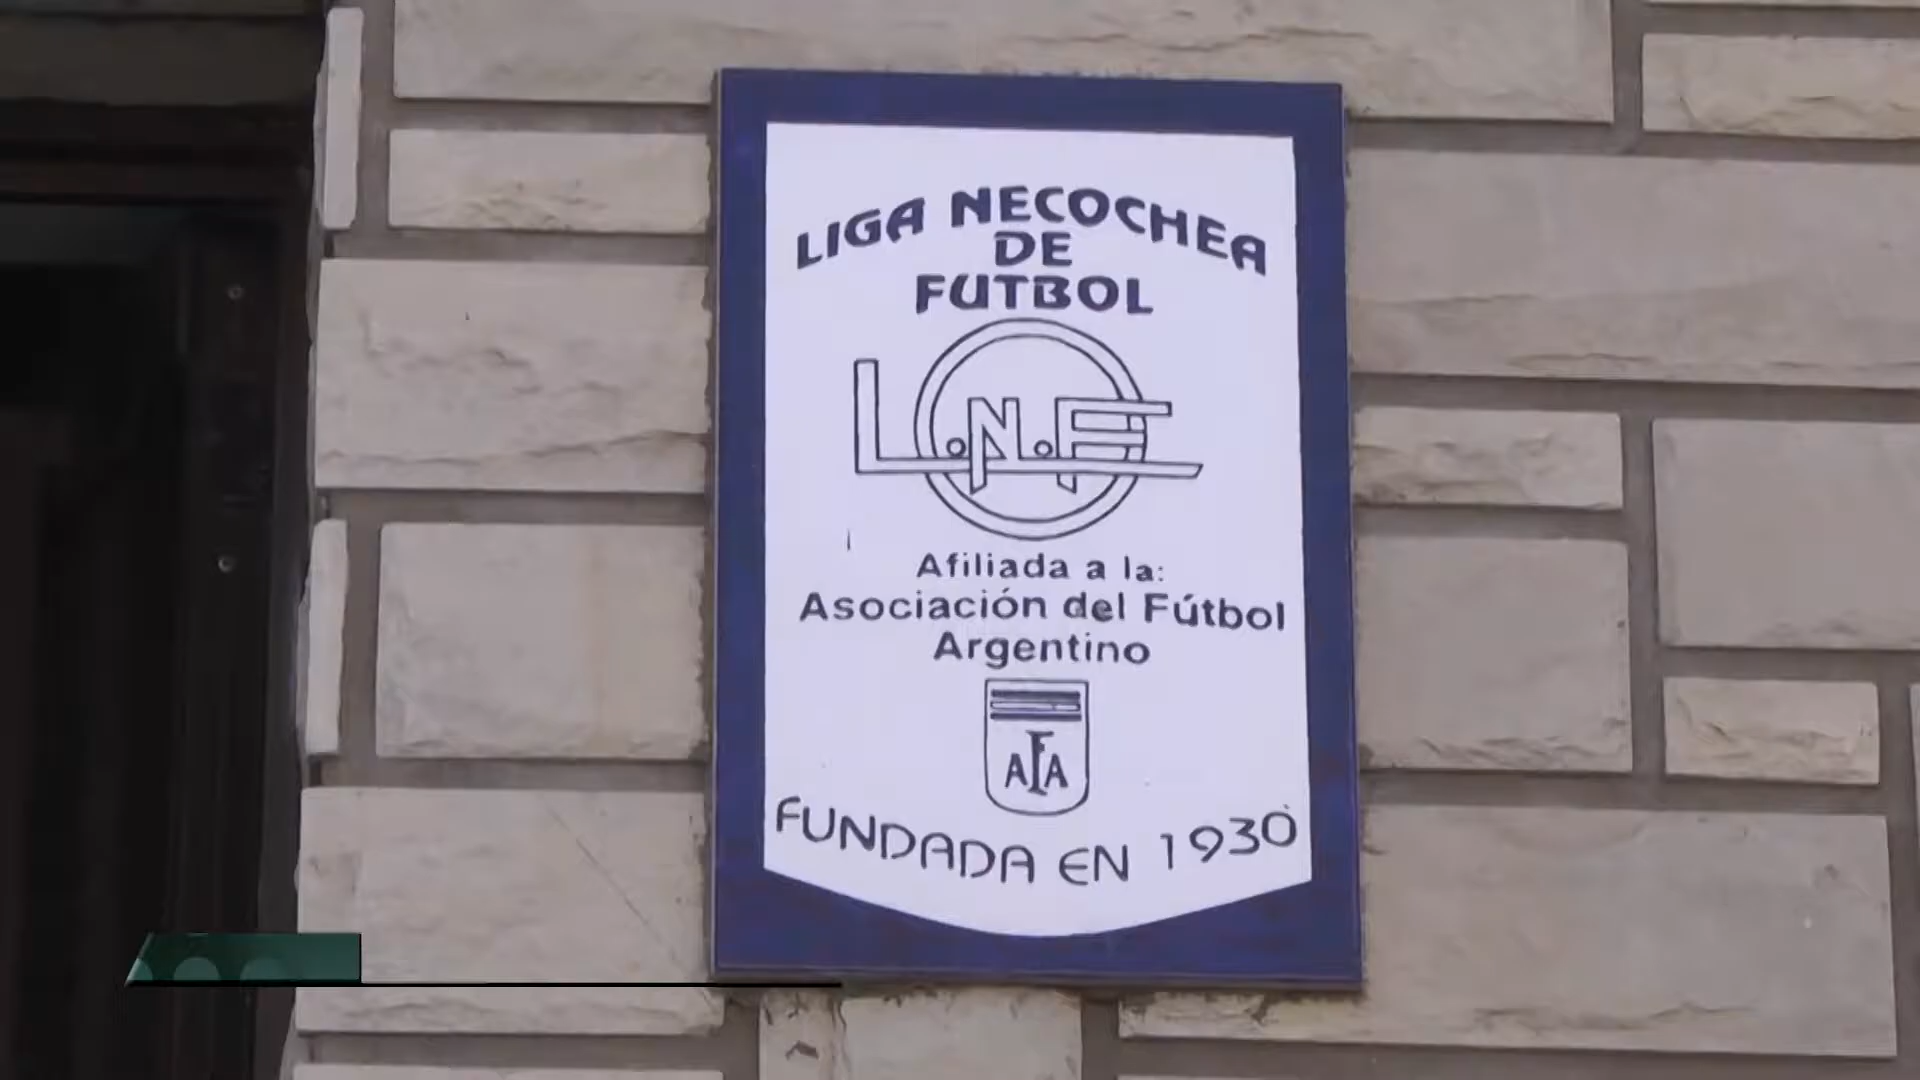 LIGA NECOCHEA
DE
FUTBOL
L.N.F
Afiliada a la:
Asociación del Fútbol
Argentino
AFA
FUNDADA EN 1930